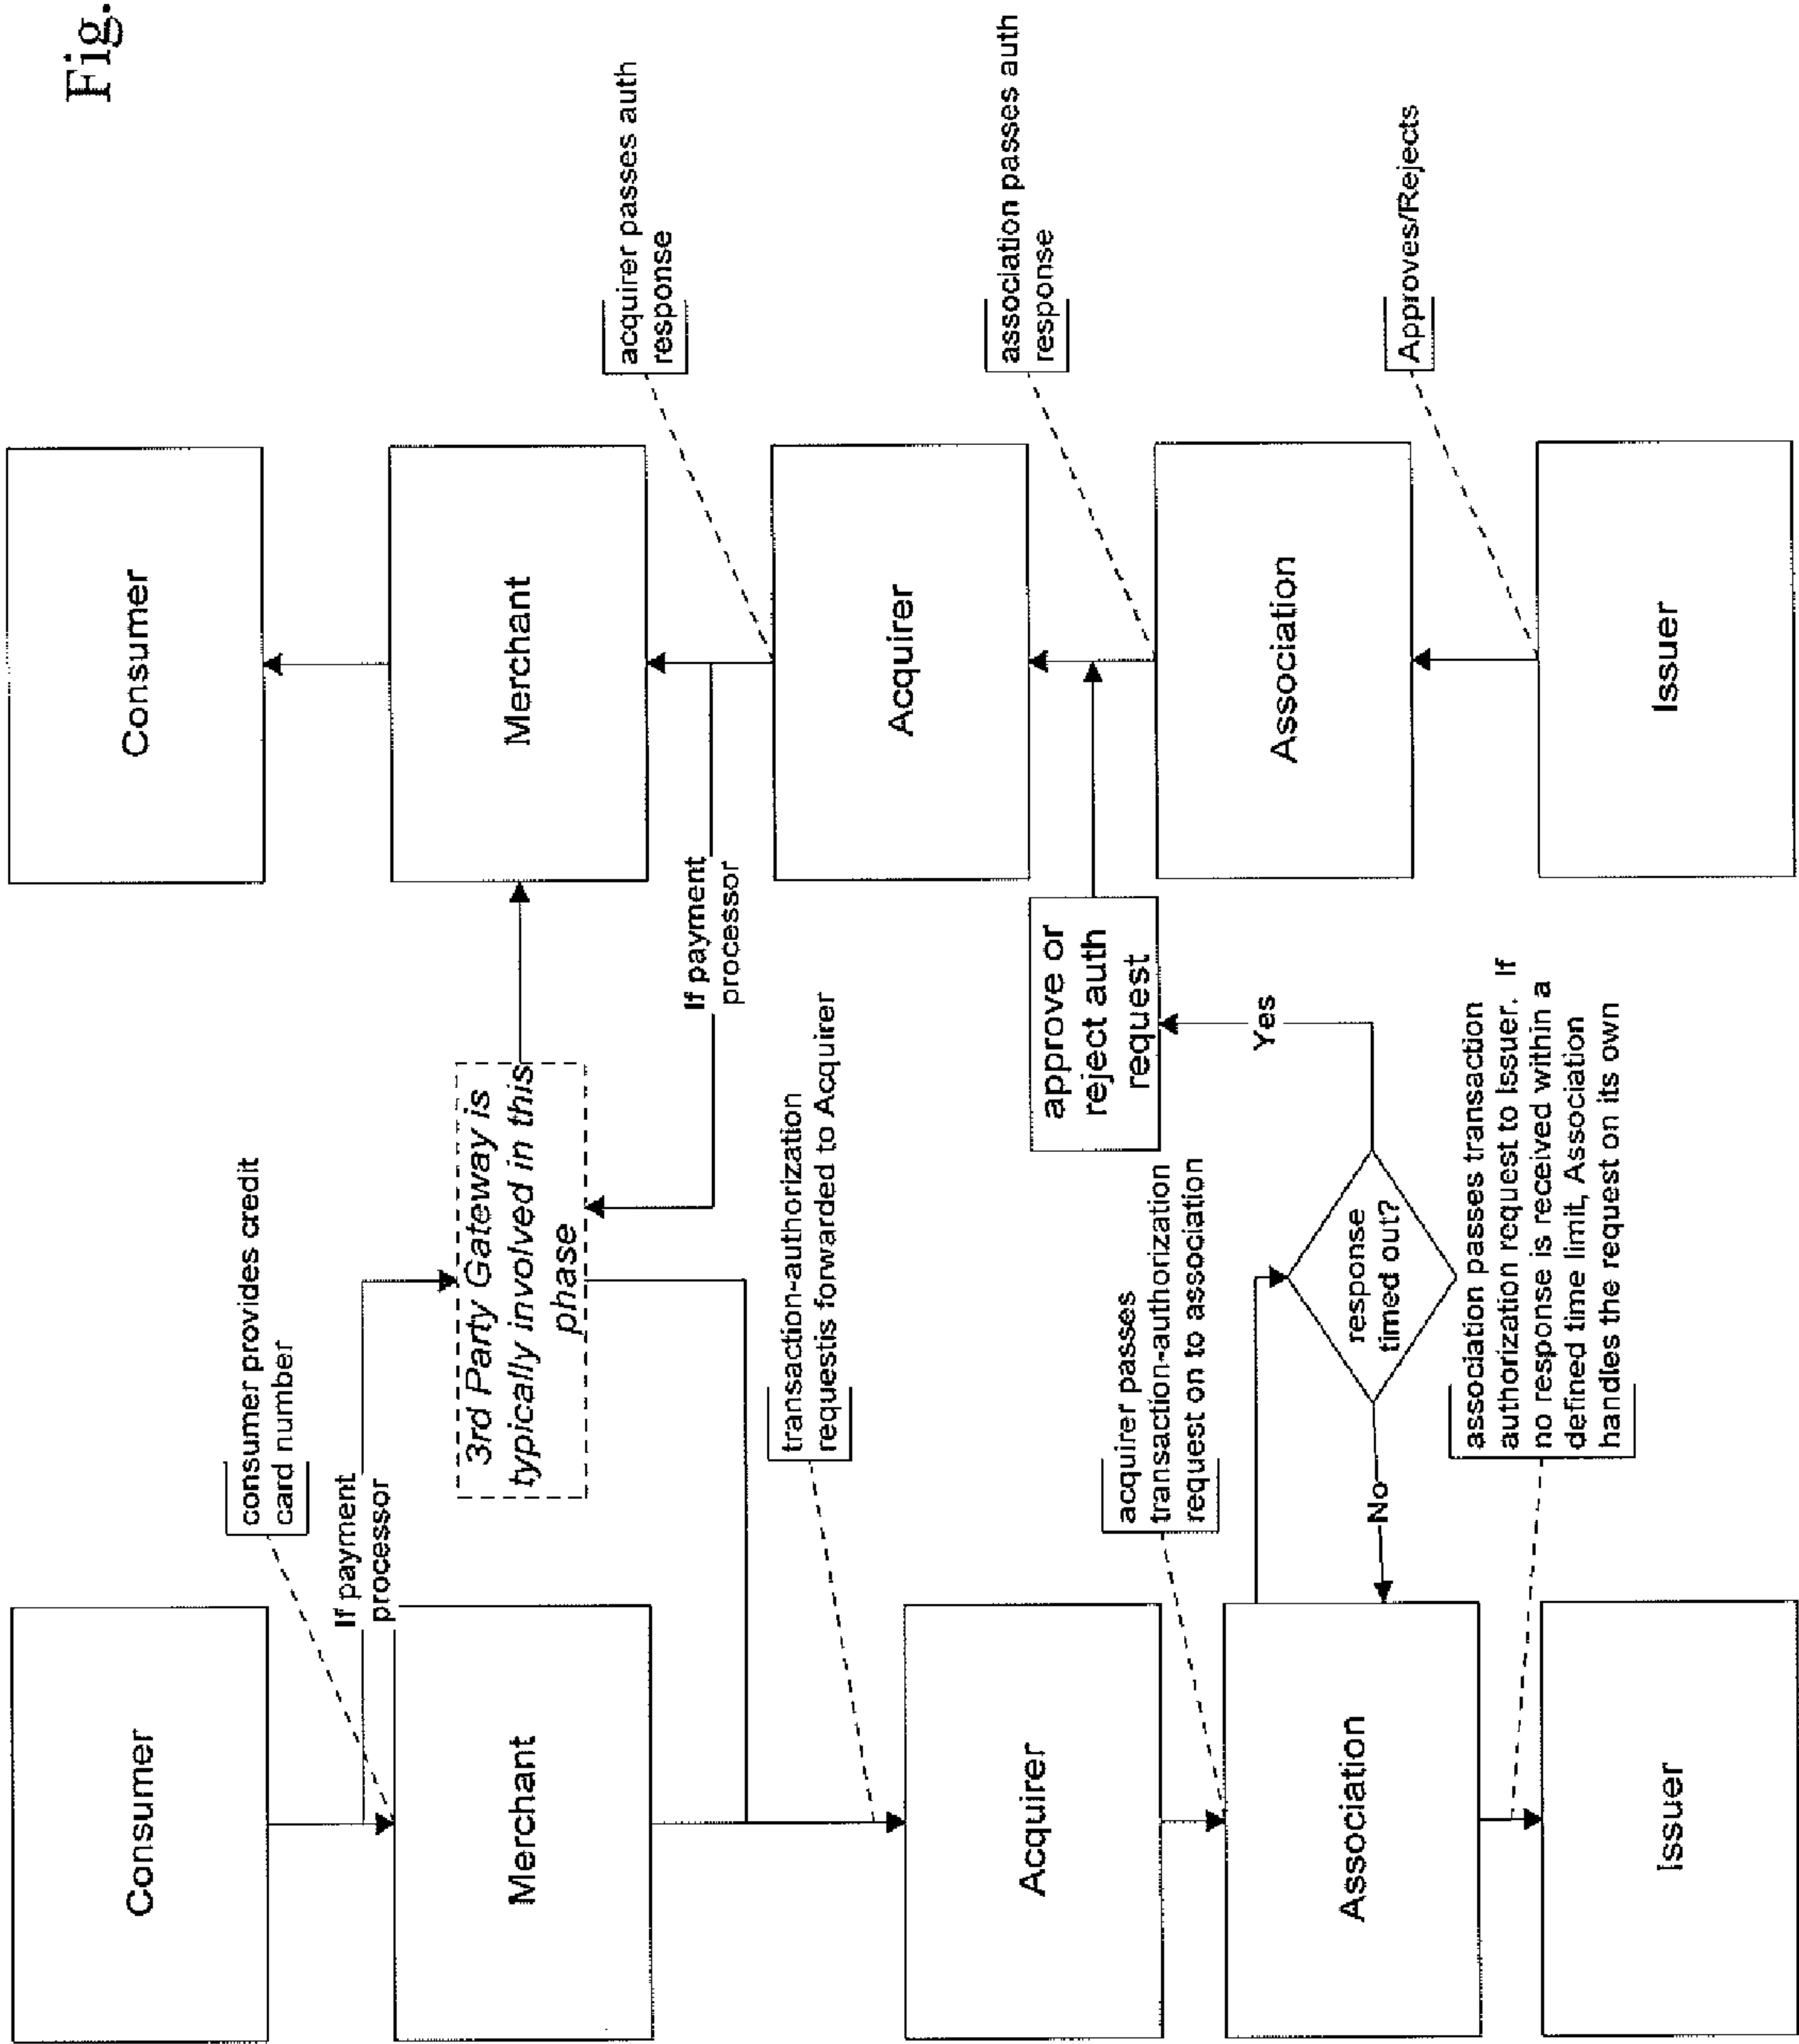 Fig.
Consumer
consumer provides credit
card number
If payment
processor
Merchant
3rd Party Gateway is
typically involved in this
phase
transaction-authorization
requestis forwarded to Acquirer
Acquirer
acquirer passes
transaction-authorization
request on to association
Association
response
timed out?
No
Yes
approve or
reject auth
request
association passes transaction
authorization request to Issuer. If
no response is received within a
defined time limit, Association
handles the request on its own
Issuer
Consumer
Merchant
acquirer passes auth
response
If payment
processor
Acquirer
association passes auth
response
Association
Approves/Rejects
Issuer